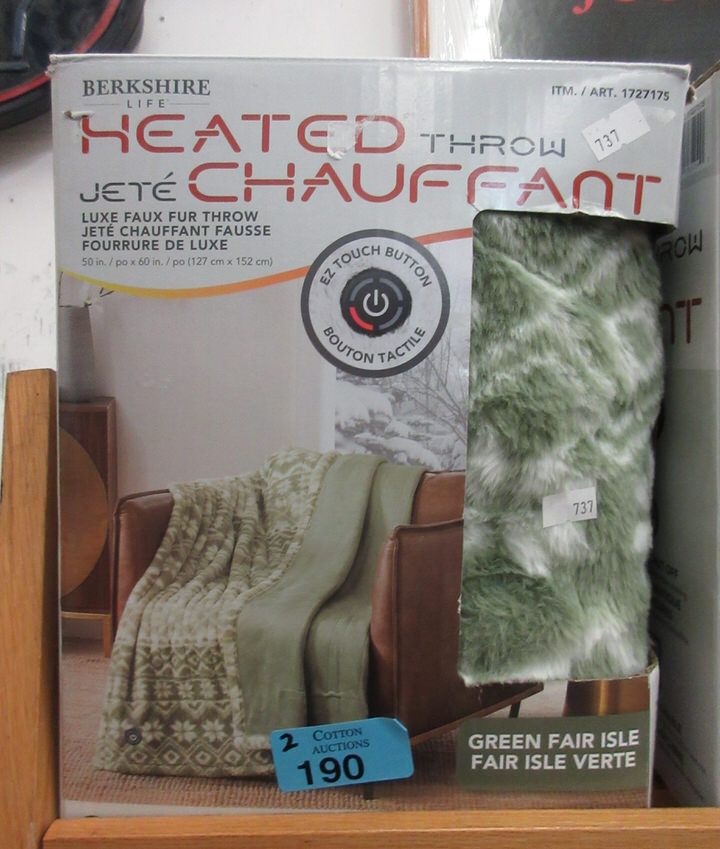 BERKSHIRE
LIFE
ITM. / ART. 1727175
HEATED THROW
737
JETÉ CHAUFFANT
LUXE FAUX FUR THROW
JETÉ CHAUFFANT FAUSSE
FOURRURE DE LUXE
50 in. / po x 60 in. / po (127 cm x 152 cm)
EZ TOUCH BUTTON
BOUTON TACTILE
737
GREEN FAIR ISLE
FAIR ISLE VERTE
2 COTTON
AUCTIONS
190
ROW
NT